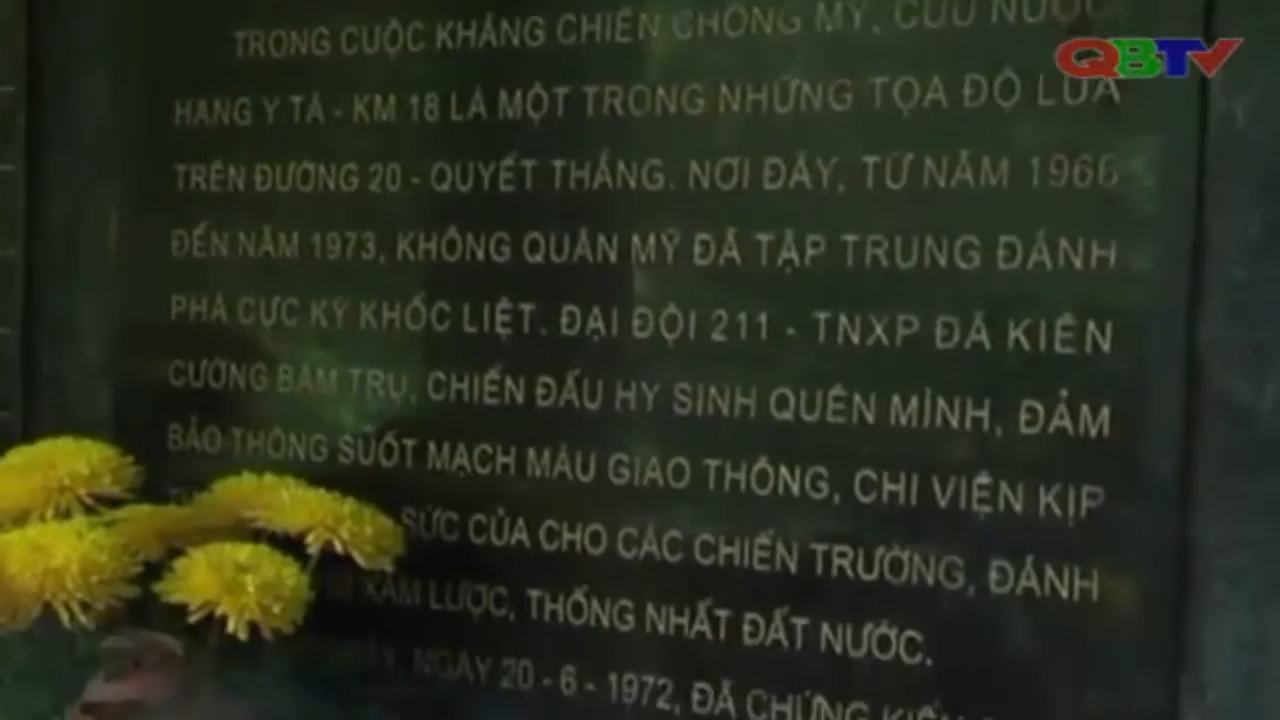 QBTV
TRONG CUỘC KHÁNG CHIẾN CHỐNG MỸ, CỨU NƯỚC
HANG Y TÁ - KM 18 LÀ MỘT TRONG NHỮNG TỌA ĐỘ LỬA
TRÊN ĐƯỜNG 20 - QUYẾT THẮNG. NƠI ĐÂY, TỪ NĂM 1966
ĐẾN NĂM 1973, KHÔNG QUÂN MỸ ĐÃ TẬP TRUNG ĐÁNH
PHÁ CỰC KỲ KHỐC LIỆT. ĐẠI ĐỘI 211 - TNXP ĐÃ KIÊN
CƯỜNG BÁM TRỤ, CHIẾN ĐẤU HY SINH QUÊN MÌNH, ĐẢM
BẢO THÔNG SUỐT MẠCH MÁU GIAO THÔNG, CHI VIỆN KỊP
SỨC CỦA CHO CÁC CHIẾN TRƯỜNG, ĐÁNH
XÂM LƯỢC, THỐNG NHẤT ĐẤT NƯỚC.
NGÀY 20 - 6 - 1972, ĐÃ CHỨNG KIẾN